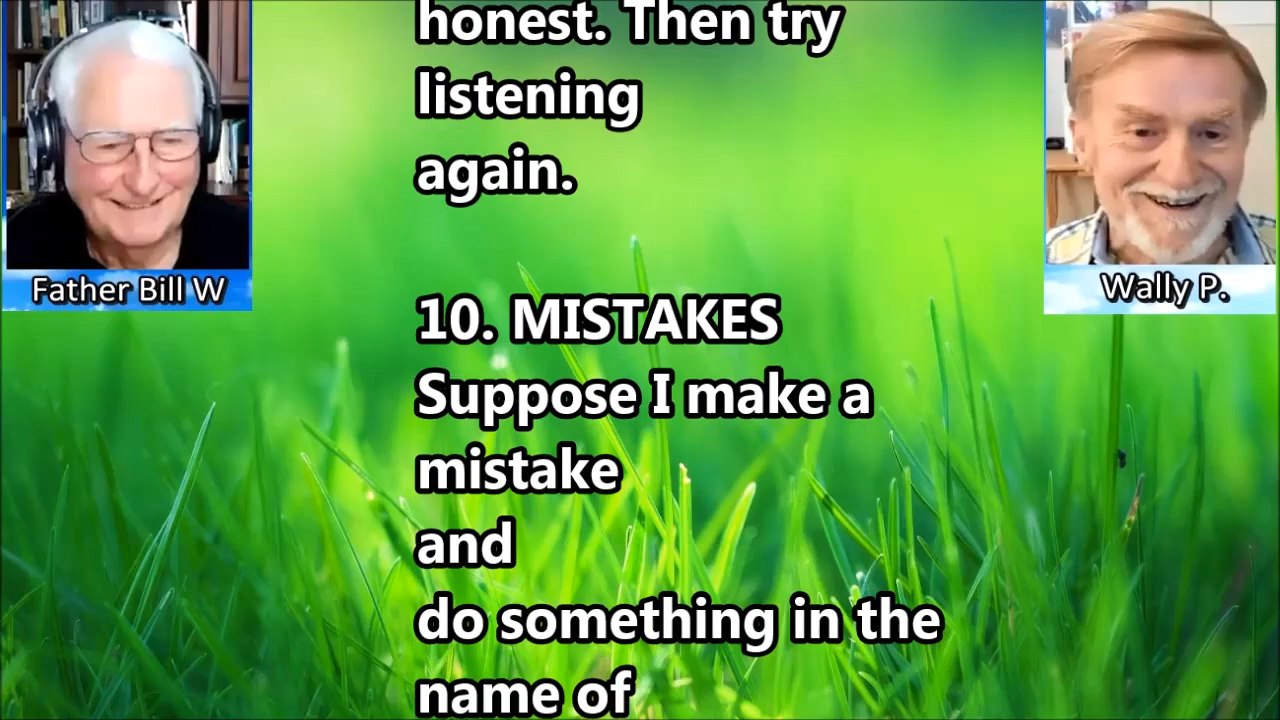 honest. Then try
listening
again.
Father Bill W
Wally P.
10. MISTAKES
Suppose I make a
mistake
and
do something in the
name of